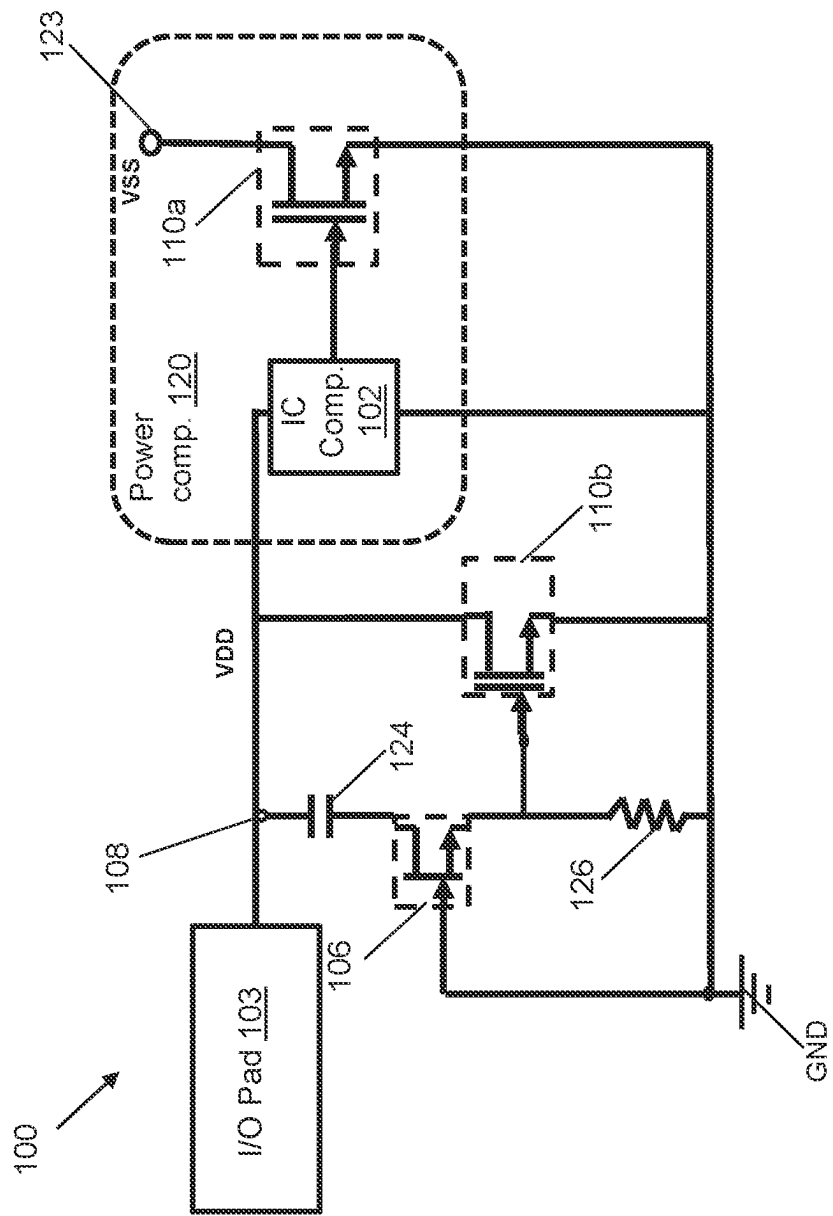 100
I/O Pad 103
108
VDD
124
106
126
GND
110b
Power
comp. 120
IC
Comp.
102
110a
VSS
123